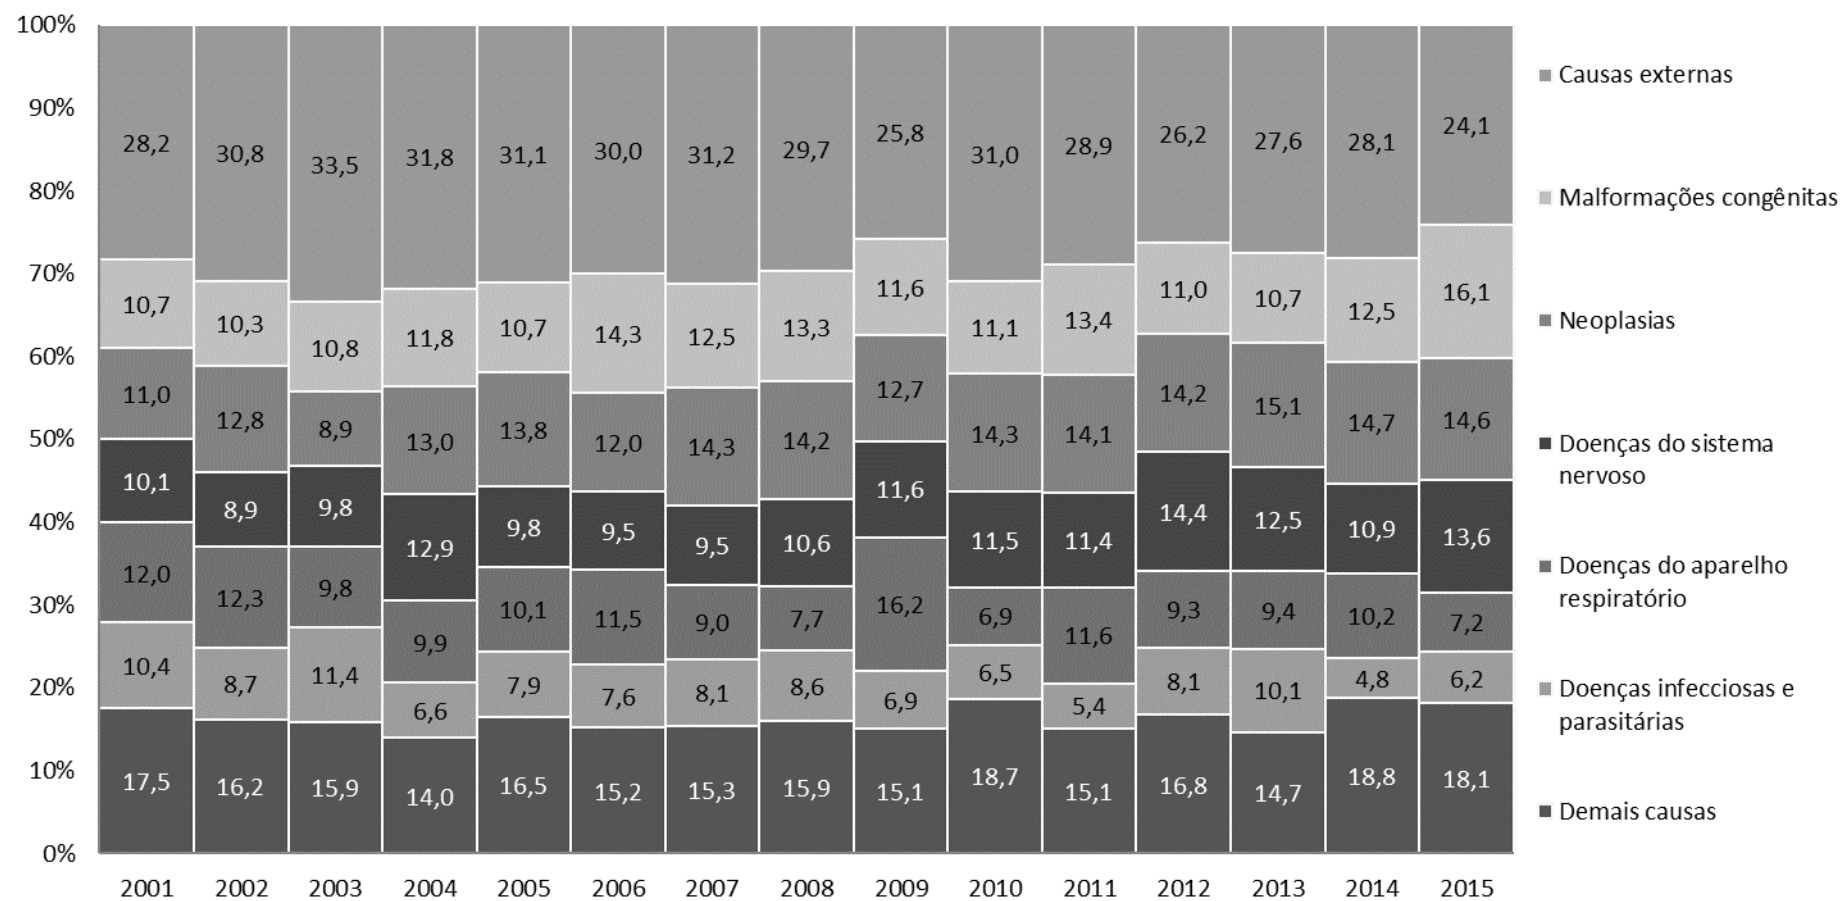 100%
90%
80%
70%
60%
50%
40%
30%
20%
10%
0%
28,2 30,8 33,5 31,8 31,1 30,0 31,2 29,7 25,8 31,0 28,9 26,2 27,6 28,1 24,1
10,7 10,3 10,8 11,8 10,7 14,3 12,5 13,3 11,6 11,1 13,4 11,0 10,7 12,5 16,1
11,0 12,8 8,9 13,0 13,8 12,0 14,3 14,2 12,7 14,3 14,1 14,2 15,1 14,7 14,6
10,1 8,9 9,8 12,9 9,8 9,5 9,5 10,6 11,6 11,5 11,4 14,4 12,5 10,9 13,6
12,0 12,3 9,8 9,9 10,1 11,5 9,0 7,7 16,2 6,9 11,6 9,3 9,4 10,2 7,2
10,4 8,7 11,4 6,6 7,9 7,6 8,1 8,6 6,9 6,5 5,4 8,1 10,1 4,8 6,2
17,5 16,2 15,9 14,0 16,5 15,2 15,3 15,9 15,1 18,7 15,1 16,8 14,7 18,8 18,1
2001 2002 2003 2004 2005 2006 2007 2008 2009 2010 2011 2012 2013 2014 2015
Causas externas
Malformações congênitas
Neoplasias
Doenças do sistema
nervoso
Doenças do aparelho
respiratório
Doenças infecciosas e
parasitárias
Demais causas